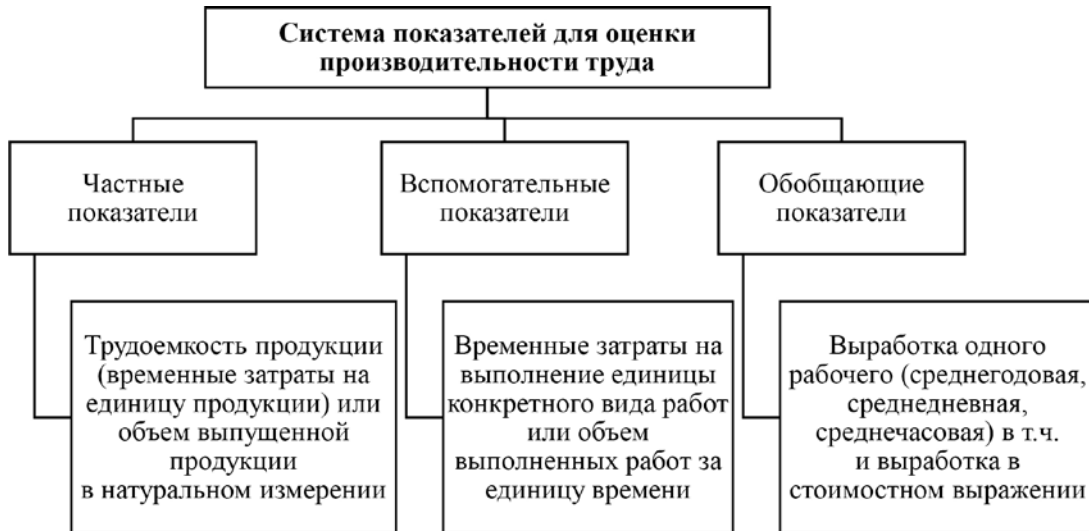 Система показателей для оценки
производительности труда
Частные
показатели
Вспомогательные
показатели
Обобщающие
показатели
Трудоемкость продукции
(временные затраты на
единицу продукции) или
объем выпущенной
продукции
в натуральном измерении
Временные затраты на
выполнение единицы
конкретного вида работ
или объем
выполненных работ за
единицу времени
Выработка одного
рабочего (среднегодовая,
среднедневная,
среднечасовая) в т.ч.
и выработка в
стоимостном выражении